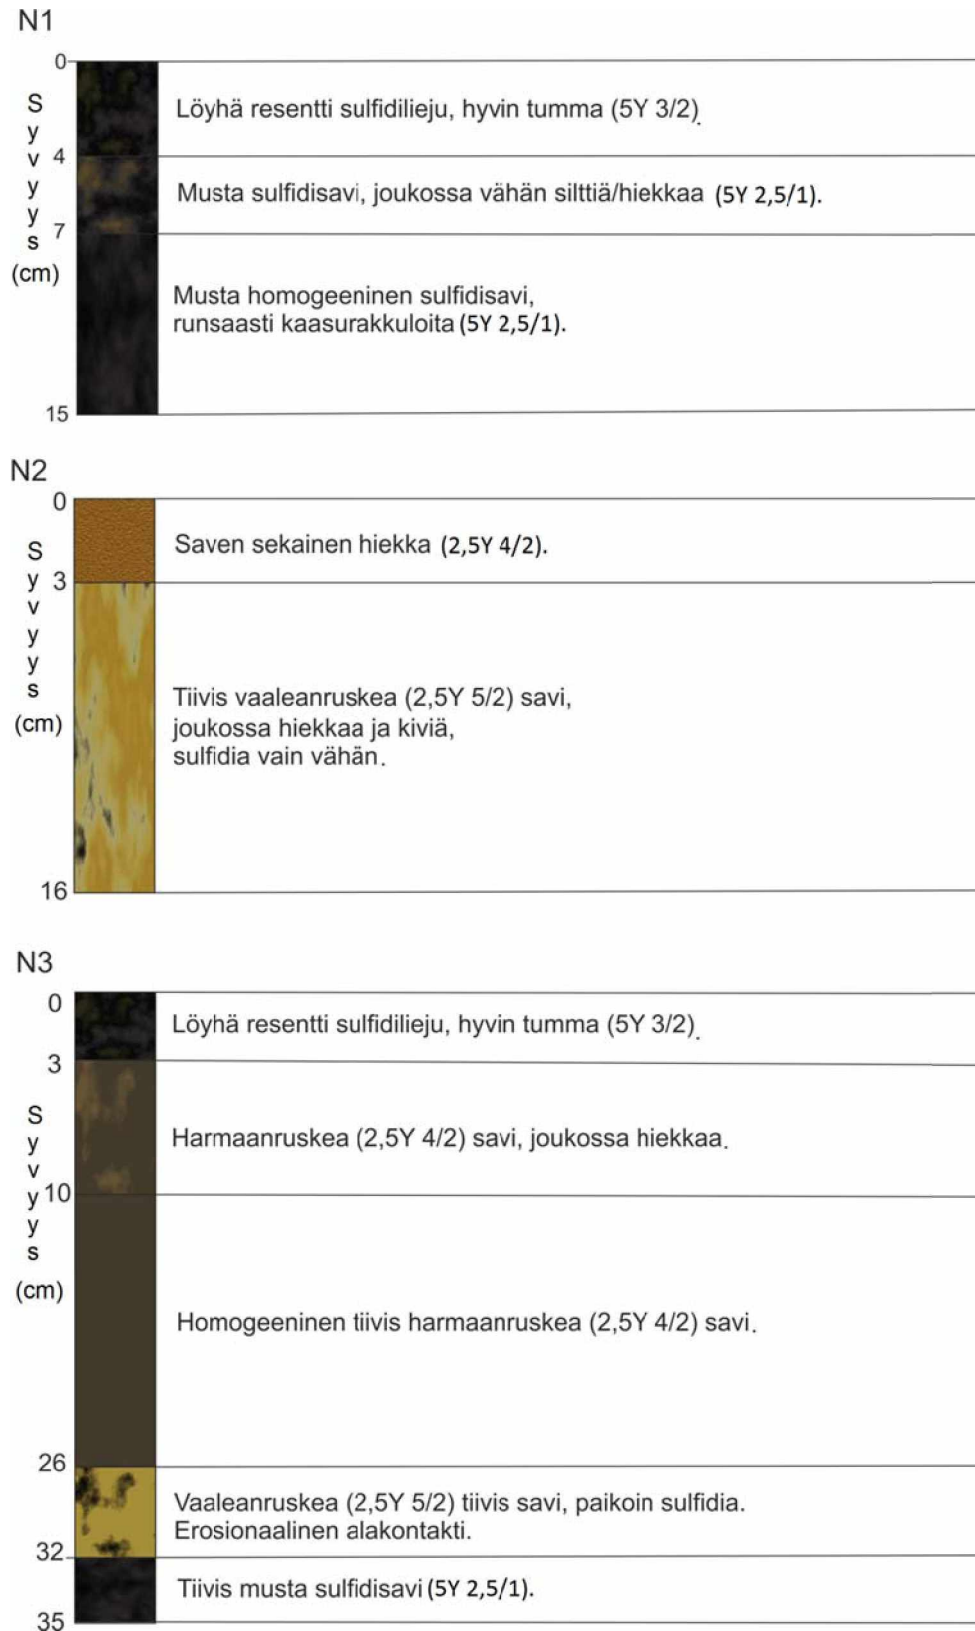 N1
0
Löyhä resentti sulfidilieju, hyvin tumma (5Y 3/2).
4
Musta sulfidisavi, joukossa vähän silttiä/hiekkaa (5Y 2,5/1).
7
Musta homogeeninen sulfidisavi,
runsaasti kaasurakkuloita (5Y 2,5/1).
15
Syvyys
(cm)
N2
0
Saven sekainen hiekka (2,5Y 4/2).
3
Tiivis vaaleanruskea (2,5Y 5/2) savi,
joukossa hiekkaa ja kiviä,
sulfidia vain vähän.
16
Syvyys
(cm)
N3
0
Löyhä resentti sulfidilieju, hyvin tumma (5Y 3/2).
3
Harmaanruskea (2,5Y 4/2) savi, joukossa hiekkaa.
10
Homogeeninen tiivis harmaanruskea (2,5Y 4/2) savi.
26
Vaaleanruskea (2,5Y 5/2) tiivis savi, paikoin sulfidia.
Erosionaalinen alakontakti.
32
Tiivis musta sulfidisavi (5Y 2,5/1).
35
Syvyys
(cm)